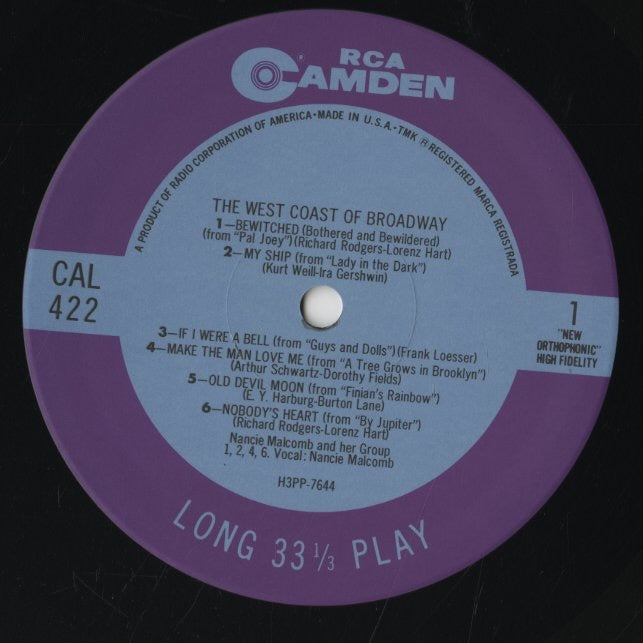 RCA
CAMDEN
A PRODUCT OF RADIO CORPORATION OF AMERICA•MADE IN U.S.A.•TMK ® REGISTERED MARCA REGISTRADA
THE WEST COAST OF BROADWAY
1—BEWITCHED (Bothered and Bewildered)
(from "Pal Joey")(Richard Rodgers-Lorenz Hart)
2—MY SHIP (from "Lady in the Dark")
(Kurt Weill-Ira Gershwin)
CAL
422
1
"NEW
ORTHOPHONIC"
HIGH FIDELITY
3—IF I WERE A BELL (from "Guys and Dolls")(Frank Loesser)
4—MAKE THE MAN LOVE ME (from "A Tree Grows in Brooklyn")
(Arthur Schwartz-Dorothy Fields)
5—OLD DEVIL MOON (from "Finian's Rainbow")
(E. Y. Harburg-Burton Lane)
6—NOBODY'S HEART (from "By Jupiter")
(Richard Rodgers-Lorenz Hart)
Nancie Malcomb and her Group
1, 2, 4, 6. Vocal: Nancie Malcomb
H3PP-7644
LONG 33 1/3 PLAY